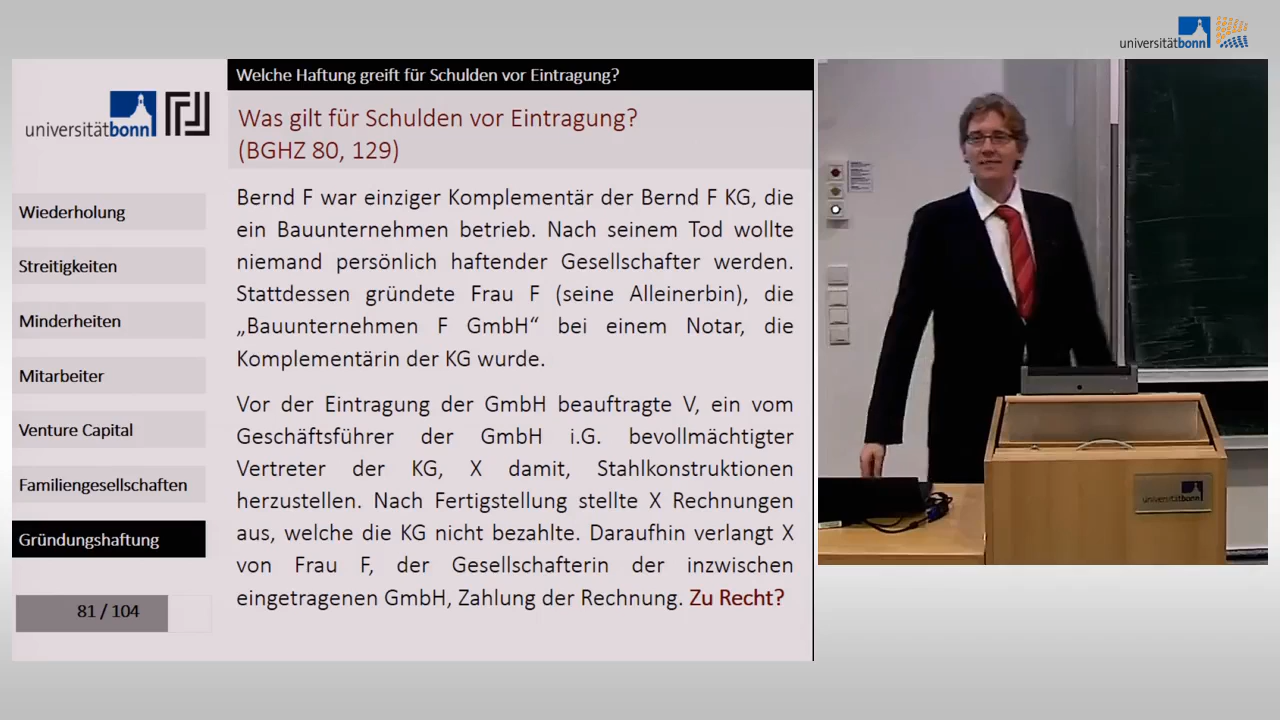 universitätbonn
Welche Haftung greift für Schulden vor Eintragung?
universitätbonn
Was gilt für Schulden vor Eintragung?
(BGHZ 80, 129)
Wiederholung
Streitigkeiten
Minderheiten
Mitarbeiter
Venture Capital
Familiengesellschaften
Gründungshaftung
81 / 104
Bernd F war einziger Komplementär der Bernd F KG, die
ein Bauunternehmen betrieb. Nach seinem Tod wollte
niemand persönlich haftender Gesellschafter werden.
Stattdessen gründete Frau F (seine Alleinerbin), die
„Bauunternehmen F GmbH“ bei einem Notar, die
Komplementärin der KG wurde.
Vor der Eintragung der GmbH beauftragte V, ein vom
Geschäftsführer der GmbH i.G. bevollmächtigter
Vertreter der KG, X damit, Stahlkonstruktionen
herzustellen. Nach Fertigstellung stellte X Rechnungen
aus, welche die KG nicht bezahlte. Daraufhin verlangt X
von Frau F, der Gesellschafterin der inzwischen
eingetragenen GmbH, Zahlung der Rechnung. Zu Recht?
universitätbonn